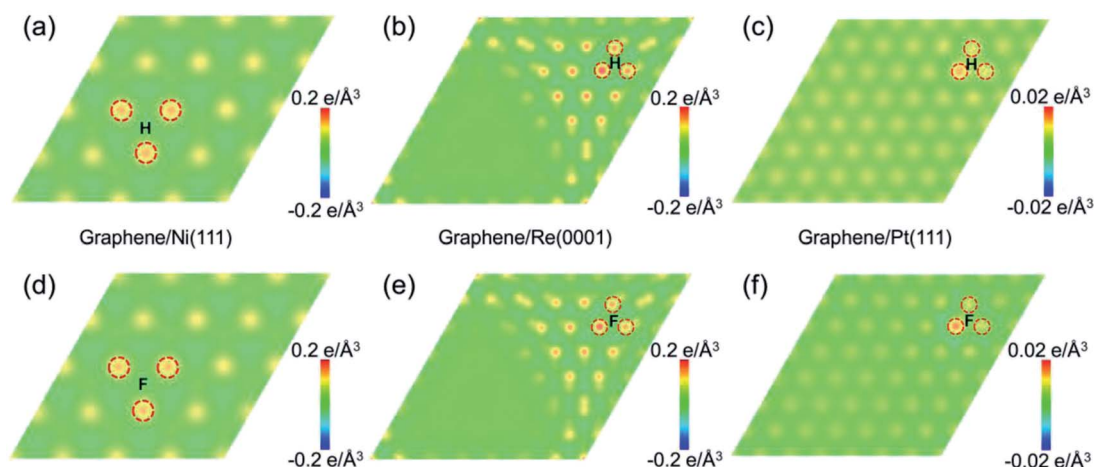 (a)
(b)
(c)
H
H
H
0.2 e/Å³
0.2 e/Å³
0.02 e/Å³
-0.2 e/Å³
-0.2 e/Å³
-0.02 e/Å³
Graphene/Ni(111)
Graphene/Re(0001)
Graphene/Pt(111)
(d)
(e)
(f)
F
F
F
0.2 e/Å³
0.2 e/Å³
0.02 e/Å³
-0.2 e/Å³
-0.2 e/Å³
-0.02 e/Å³